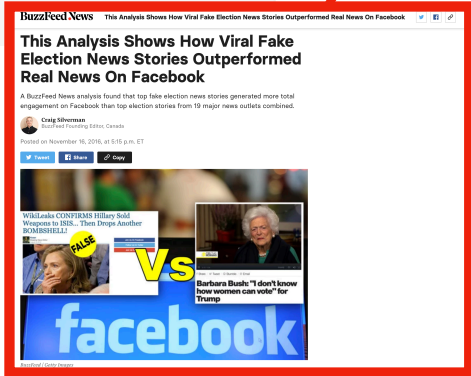 BuzzFeed News This Analysis Shows How Viral Fake Election News Stories Outperformed Real News On Facebook
This Analysis Shows How Viral Fake
Election News Stories Outperformed
Real News On Facebook
A BuzzFeed News analysis found that top fake election news stories generated more total
engagement on Facebook than top election stories from 19 major news outlets combined.
Craig Silverman
BuzzFeed Founding Editor, Canada
Posted on November 16, 2016, at 5:15 p.m. ET
Tweet Share Copy
WikiLeaks CONFIRMS Hillary Sold
Weapons to ISIS... Then Drops Another
BOMBSHELL!
FALSE
Vs
Barbara Bush: "I don't know
how women can vote" for
Trump
facebook
BuzzFeed / Getty Images